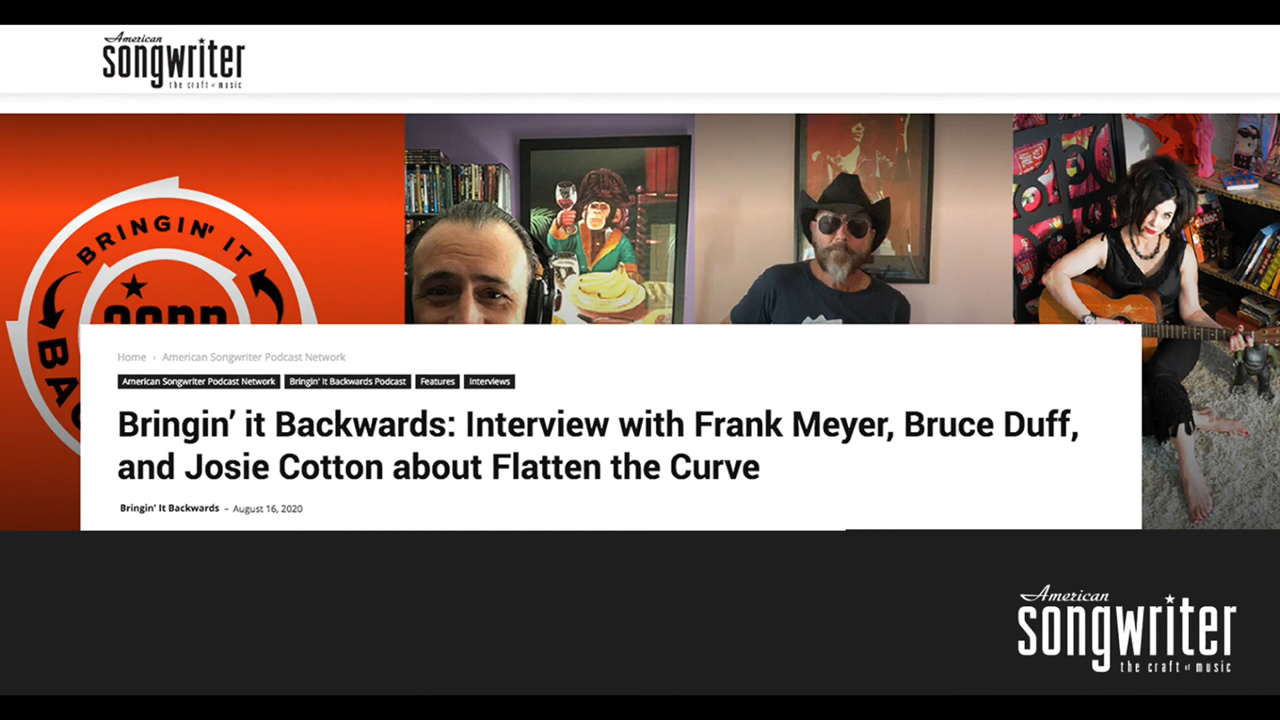 American
songwriter
the craft of music
BRINGIN' IT
Home › American Songwriter Podcast Network
American Songwriter Podcast Network Bringin' It Backwards Podcast Features Interviews
Bringin’ it Backwards: Interview with Frank Meyer, Bruce Duff,
and Josie Cotton about Flatten the Curve
Bringin' It Backwards – August 16, 2020
American
songwriter
the craft of music